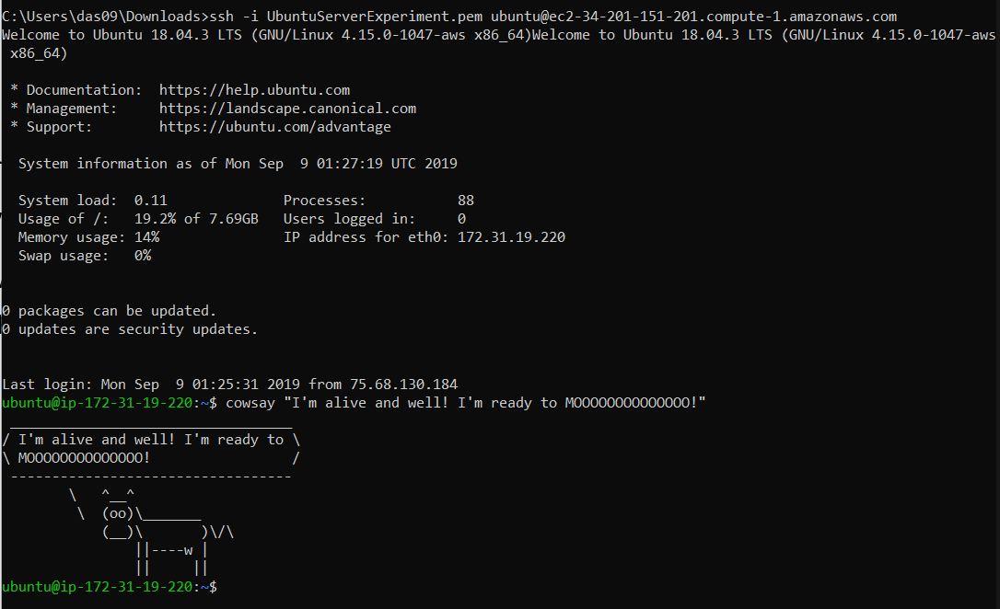 C:\Users\das09\Downloads>ssh -i UbuntuServerExperiment.pem ubuntu@ec2-34-201-151-201.compute-1.amazonaws.com
Welcome to Ubuntu 18.04.3 LTS (GNU/Linux 4.15.0-1047-aws x86_64)Welcome to Ubuntu 18.04.3 LTS (GNU/Linux 4.15.0-1047-aws
 x86_64)

 * Documentation:  https://help.ubuntu.com
 * Management:     https://landscape.canonical.com
 * Support:        https://ubuntu.com/advantage

  System information as of Mon Sep  9 01:27:19 UTC 2019

  System load:  0.11              Processes:           88
  Usage of /:   19.2% of 7.69GB   Users logged in:     0
  Memory usage: 14%               IP address for eth0: 172.31.19.220
  Swap usage:   0%


0 packages can be updated.
0 updates are security updates.


Last login: Mon Sep  9 01:25:31 2019 from 75.68.130.184
ubuntu@ip-172-31-19-220:~$ cowsay "I'm alive and well! I'm ready to MOOOOOOOOOOOOOO!"
 __________________________________
/ I'm alive and well! I'm ready to \
\ MOOOOOOOOOOOOOO!                 /
 ----------------------------------
        \   ^__^
         \  (oo)\_______
            (__)\       )\/\
                ||----w |
                ||     ||
ubuntu@ip-172-31-19-220:~$